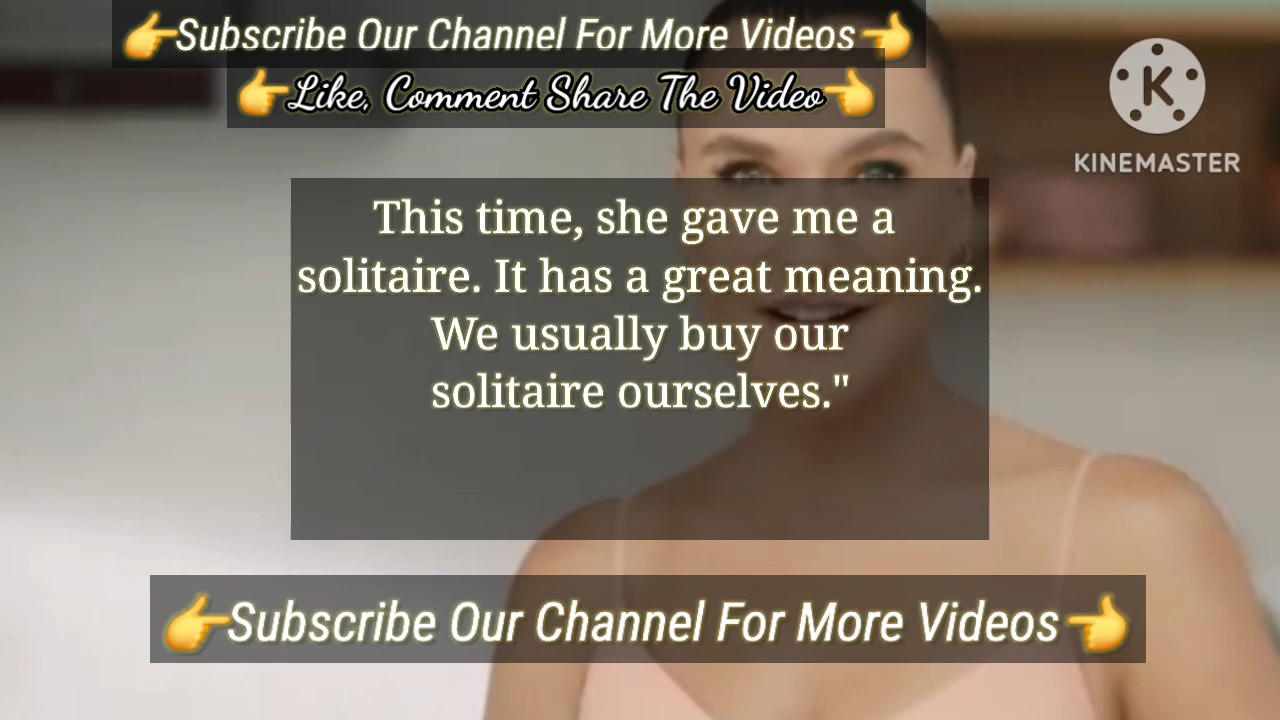 👉Subscribe Our Channel For More Videos👈
👉Like, Comment Share The Video👈
K
KINEMASTER
This time, she gave me a
solitaire. It has a great meaning.
We usually buy our
solitaire ourselves."
👉Subscribe Our Channel For More Videos👈